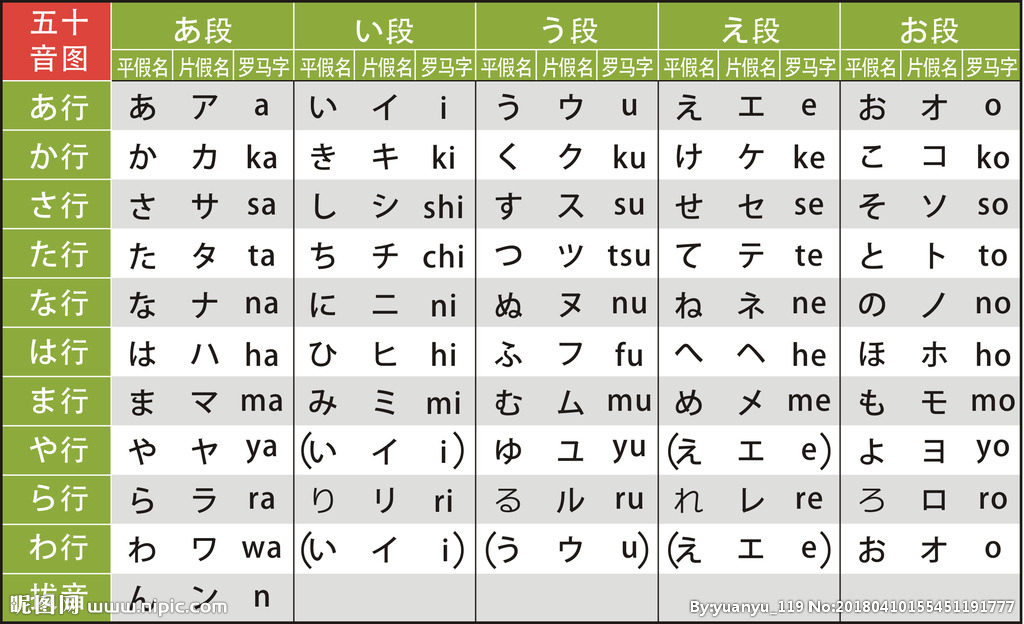 五十音图 あ段 い段 う段 え段 お段
平假名 片假名 罗马字 平假名 片假名 罗马字 平假名 片假名 罗马字 平假名 片假名 罗马字 平假名 片假名 罗马字
あ行 あ ア a い イ i う ウ u え エ e お オ o
か行 か カ ka き キ ki く ク ku け ケ ke こ コ ko
さ行 さ サ sa し シ shi す ス su せ セ se そ ソ so
た行 た タ ta ち チ chi つ ツ tsu て テ te と ト to
な行 な ナ na に ニ ni ぬ ヌ nu ね ネ ne の ノ no
は行 は ハ ha ひ ヒ hi ふ フ fu へ ヘ he ほ ホ ho
ま行 ま マ ma み ミ mi む ム mu め メ me も モ mo
や行 や ヤ ya (い イ i) ゆ ユ yu (え エ e) よ ヨ yo
ら行 ら ラ ra り リ ri る ル ru れ レ re ろ ロ ro
わ行 わ ワ wa (い イ i) (う ウ u) (え エ e) お オ o
拔音 ん ン n
昵图网 www.nipic.com
By:yuanyu_119 No:20180410155451191777